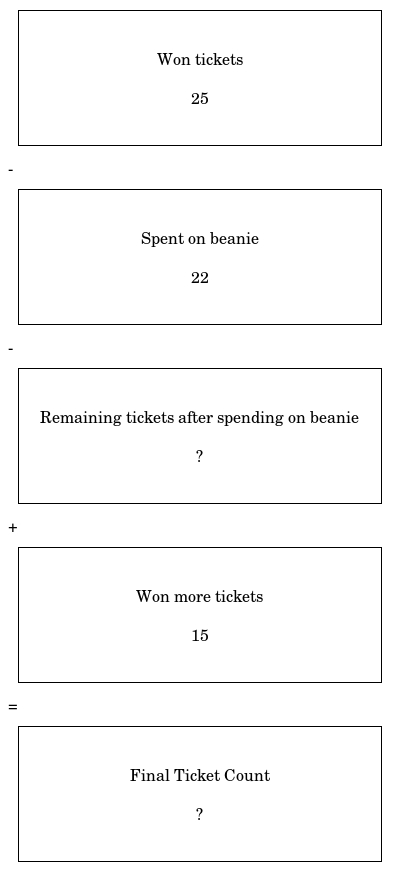 Won tickets
25
-
Spent on beanie
22
-
Remaining tickets after spending on beanie
?
+
Won more tickets
15
=
Final Ticket Count
?